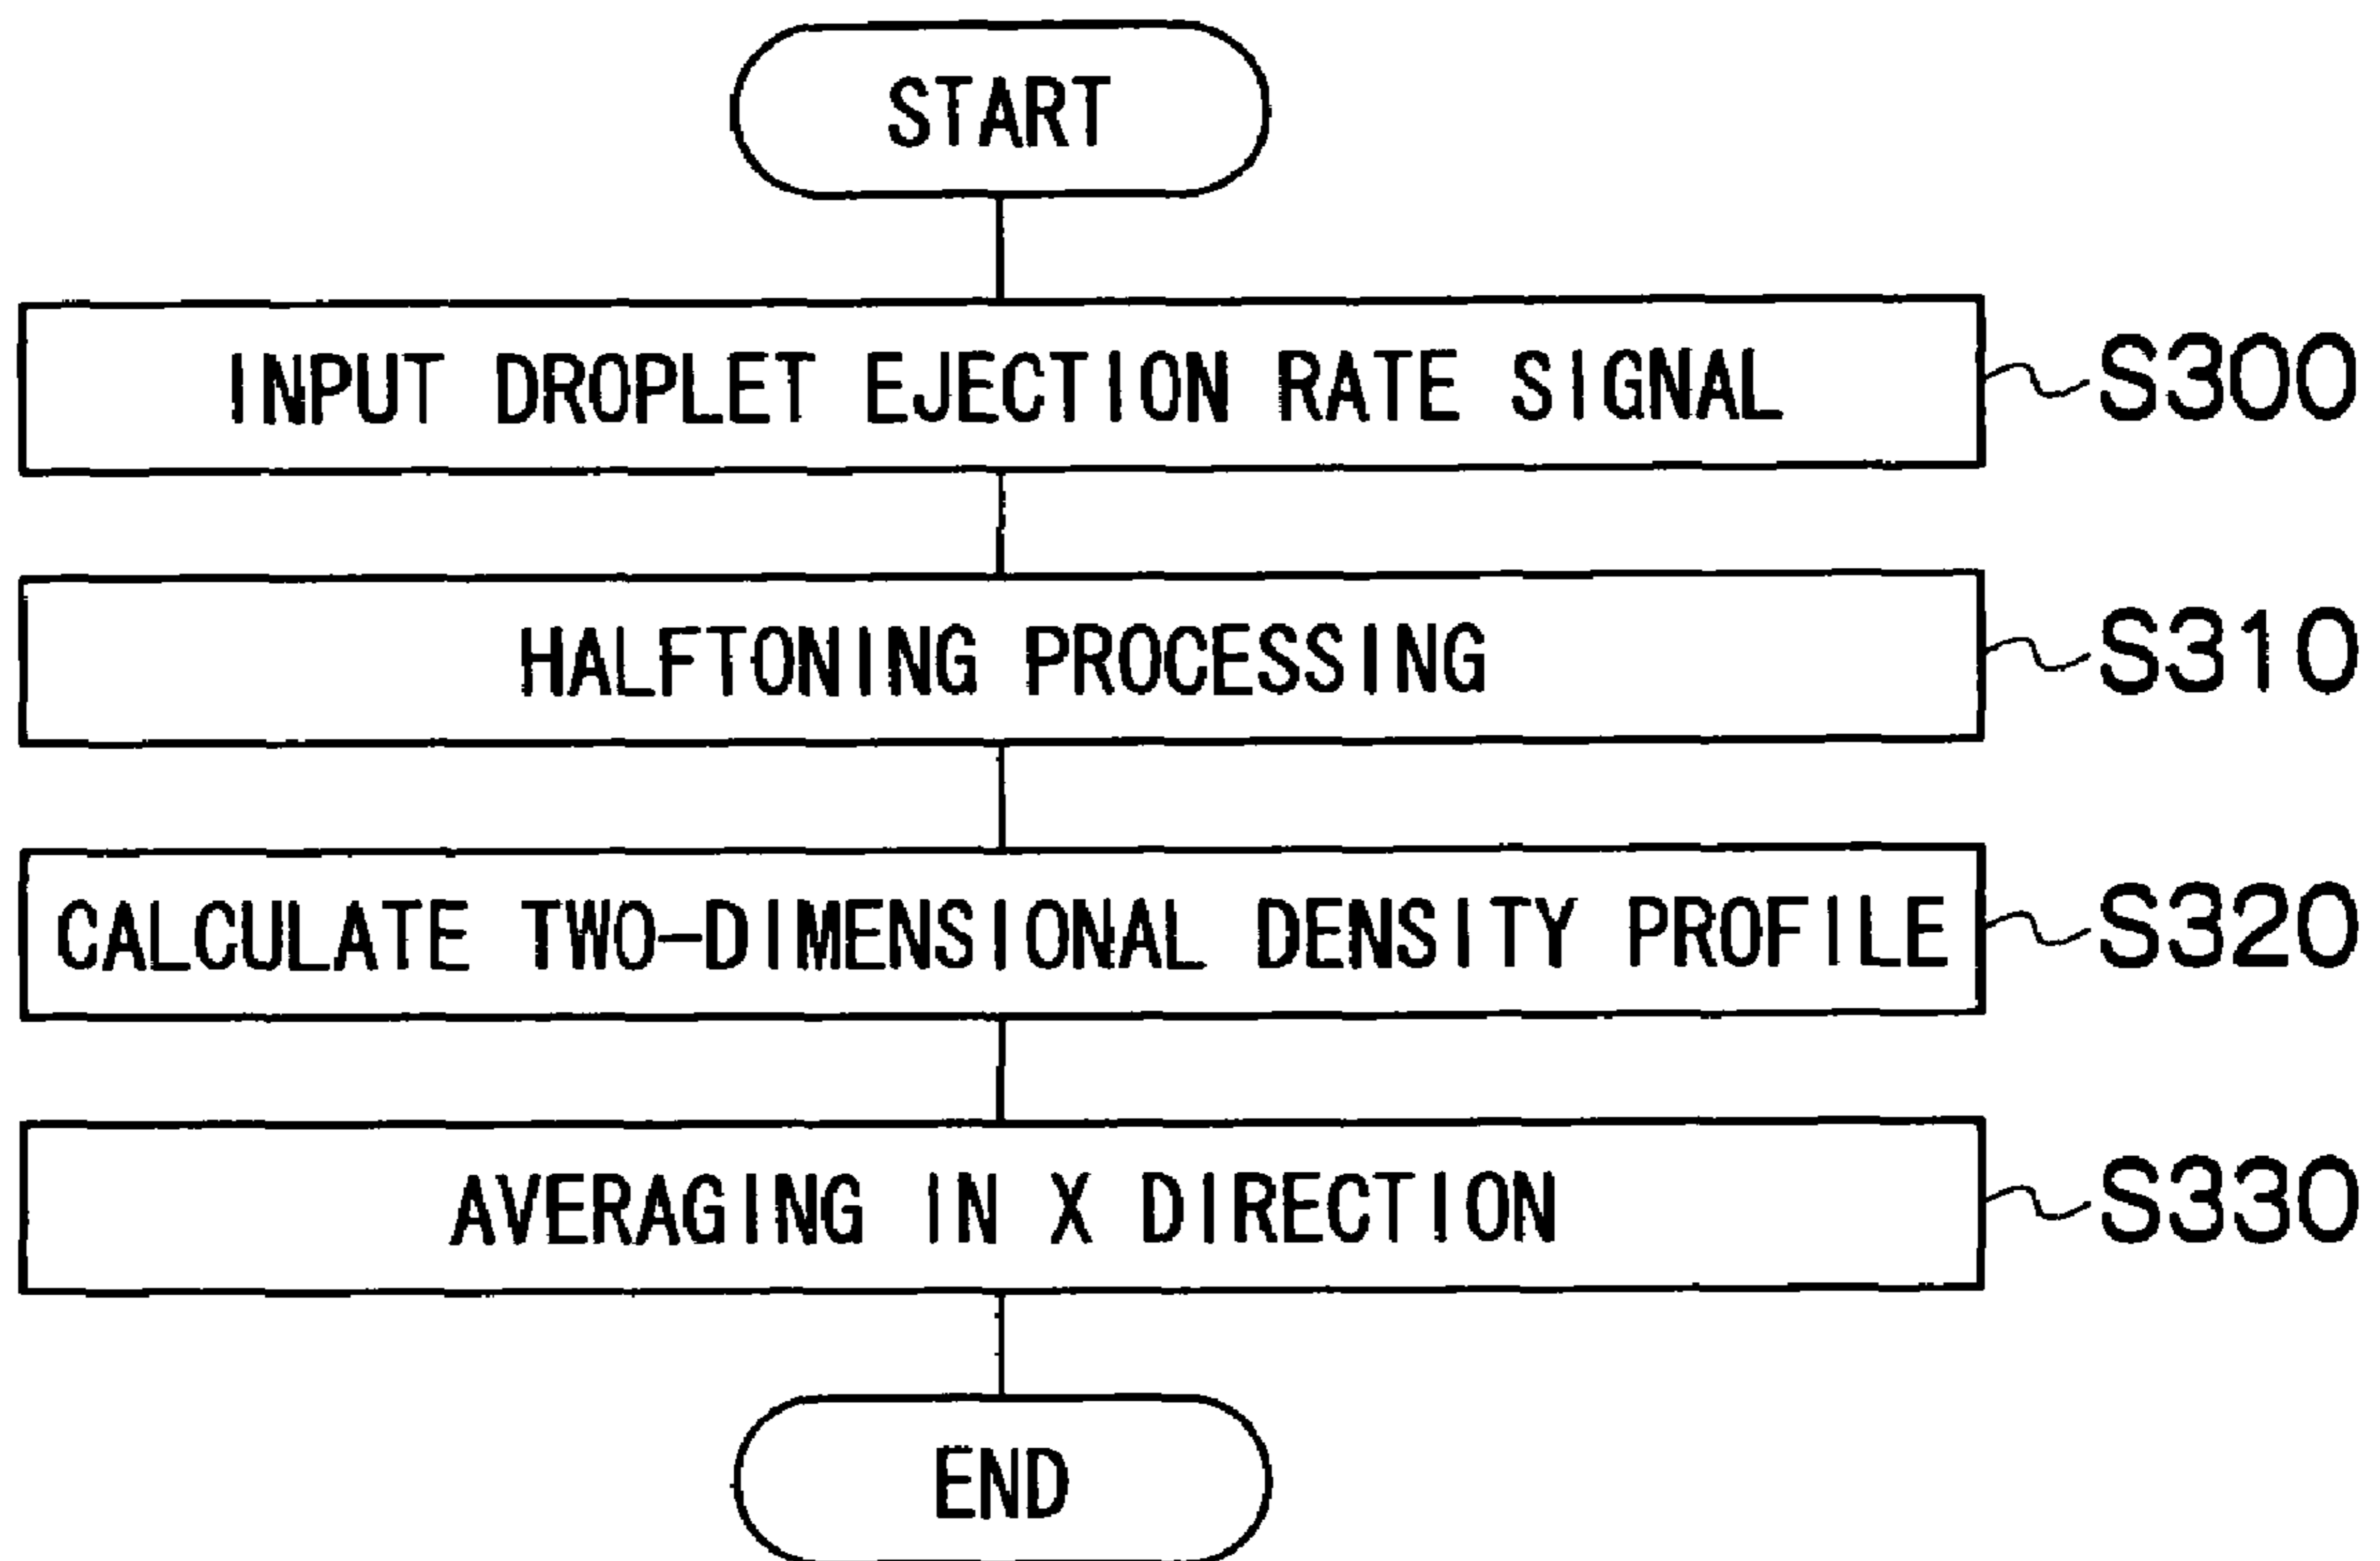 START
INPUT DROPLET EJECTION RATE SIGNAL S300
HALFTONING PROCESSING S310
CALCULATE TWO-DIMENSIONAL DENSITY PROFILE S320
AVERAGING IN X DIRECTION S330
END